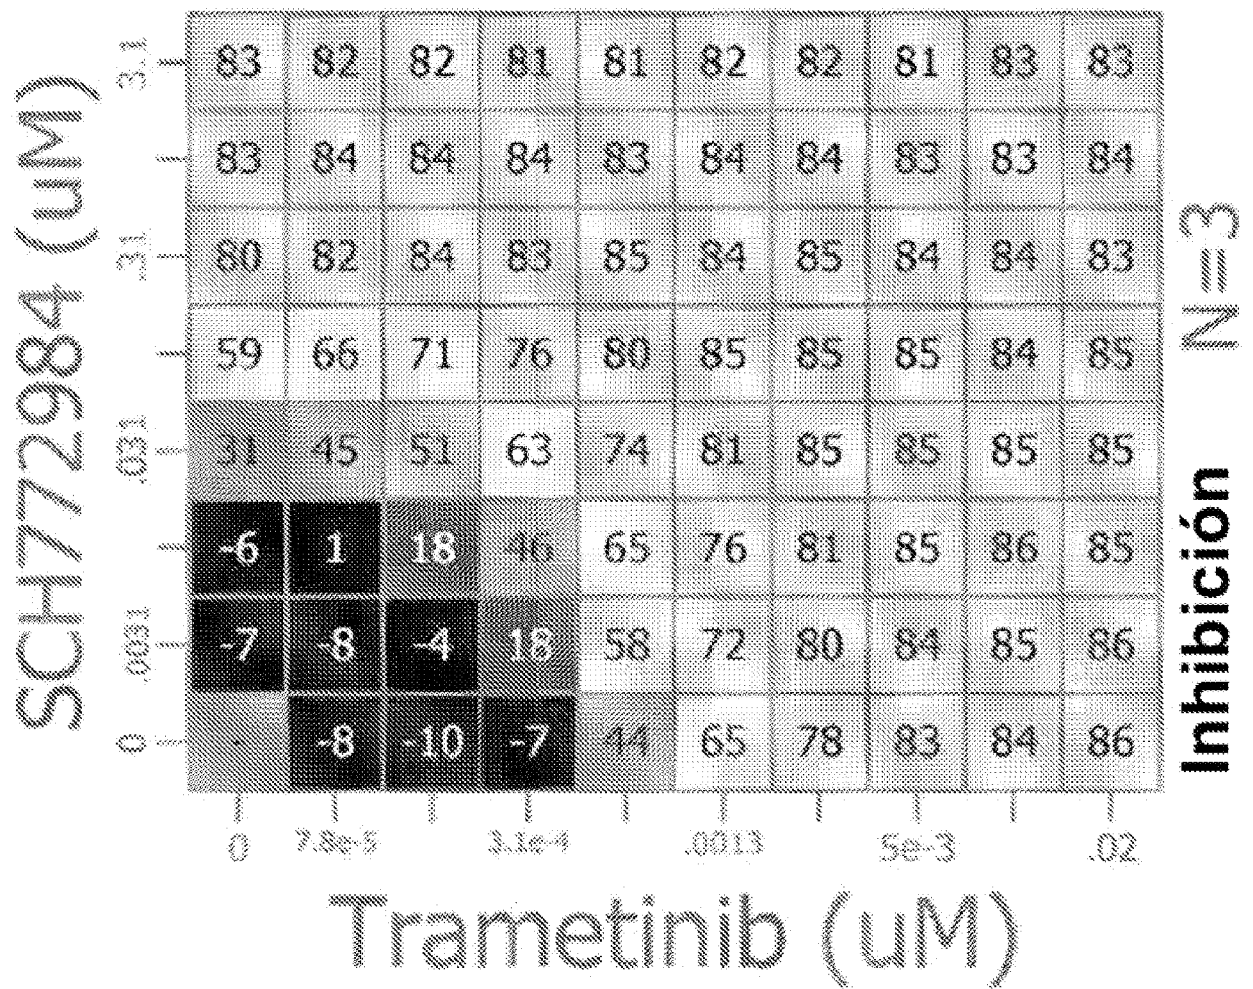 SCH772984 (uM)
3.1 83 82 82 81 81 82 82 81 83 83
83 84 84 84 83 84 84 83 83 84
.31 80 82 84 83 85 84 85 84 84 83
59 66 71 76 80 85 85 85 84 85
.031 31 45 51 63 74 81 85 85 85 85
-6 1 18 46 65 76 81 85 86 85
.0031 -7 -8 -4 18 58 72 80 84 85 86
0 . -8 -10 -7 44 65 78 83 84 86
0 7.8e-5 3.1e-4 .0013 5e-3 .02
Trametinib (uM)
Inhibición N=3